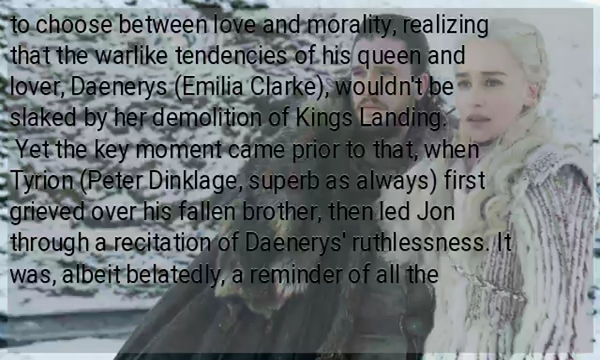 to choose between love and morality, realizing
that the warlike tendencies of his queen and
lover, Daenerys (Emilia Clarke), wouldn't be
slaked by her demolition of Kings Landing.
Yet the key moment came prior to that, when
Tyrion (Peter Dinklage, superb as always) first
grieved over his fallen brother, then led Jon
through a recitation of Daenerys' ruthlessness. It
was, albeit belatedly, a reminder of all the